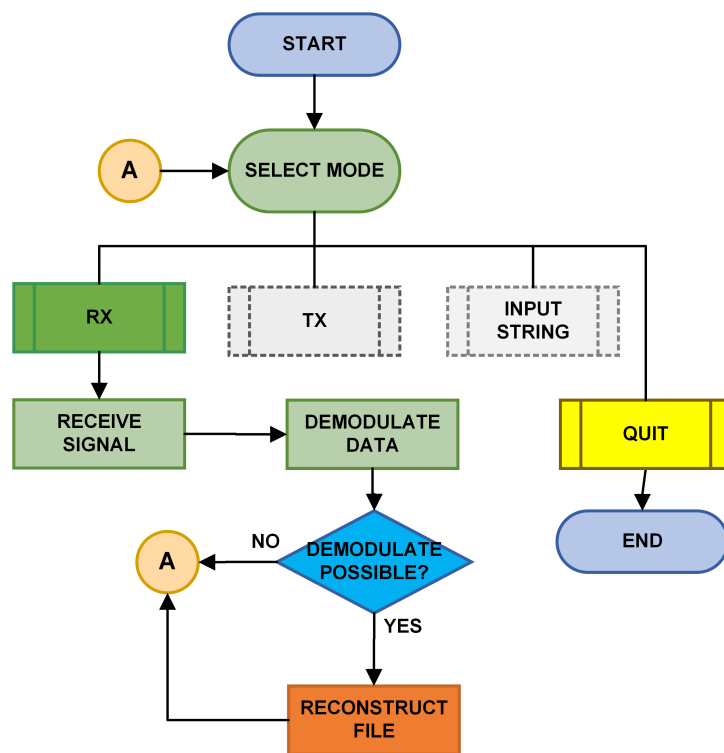 START
A
SELECT MODE
RX
TX
INPUT
STRING
RECEIVE
SIGNAL
DEMODULATE
DATA
QUIT
A
NO
DEMODULATE
POSSIBLE?
END
YES
RECONSTRUCT
FILE